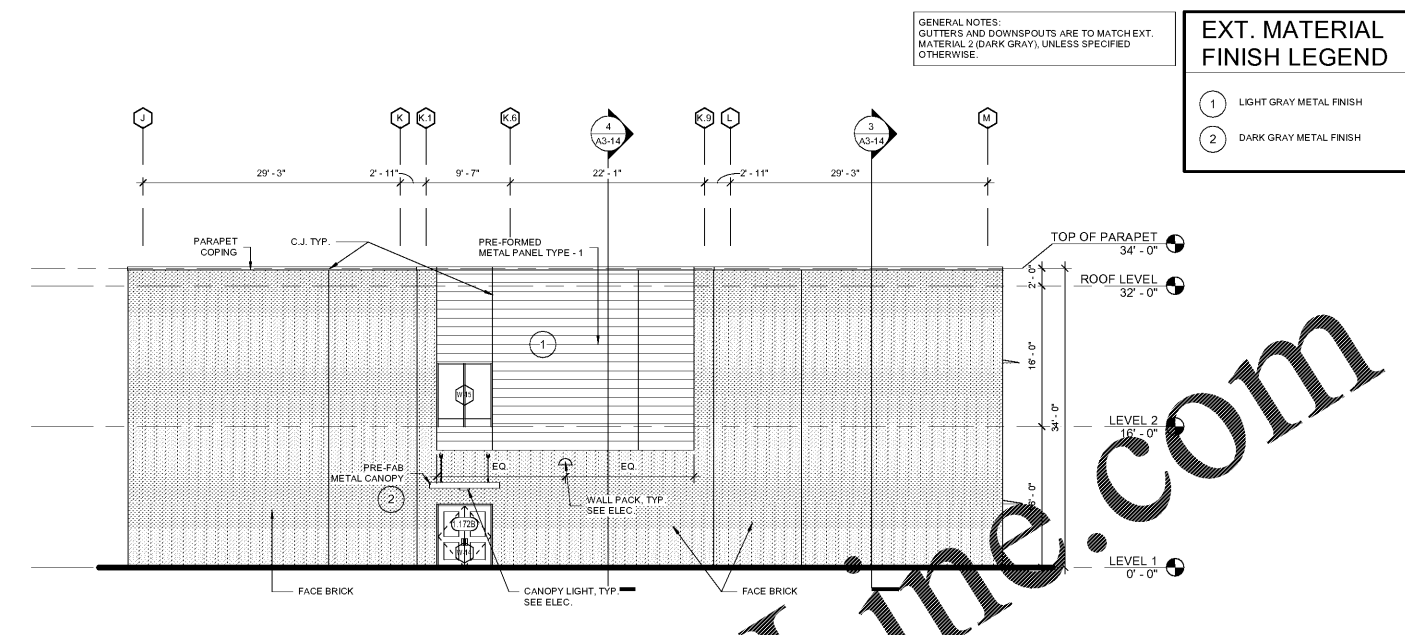 GENERAL NOTES:
GUTTERS AND DOWNSPOUTS ARE TO MATCH EXT.
MATERIAL 2 (DARK GRAY), UNLESS SPECIFIED
OTHERWISE.
EXT. MATERIAL
FINISH LEGEND
1 LIGHT GRAY METAL FINISH
2 DARK GRAY METAL FINISH
J K K.1 K.6 4 K.9 L 3 M
A3-14 A3-14
29' - 3" 2' - 11" 9' - 7" 22' - 1" 2' - 11" 29' - 3"
PARAPET
COPING
C.J. TYP.
PRE-FORMED
METAL PANEL TYPE - 1
TOP OF PARAPET
34' - 0"
2' - 0"
ROOF LEVEL
32' - 0"
1
16' - 0"
34' - 0"
LEVEL 2
16' - 0"
PRE-FAB
METAL CANOPY
2
EQ.
EQ.
WALL PACK, TYP.
SEE ELEC.
1.172B
LEVEL 1
0' - 0"
FACE BRICK
CANOPY LIGHT, TYP.
SEE ELEC.
FACE BRICK
ine.com